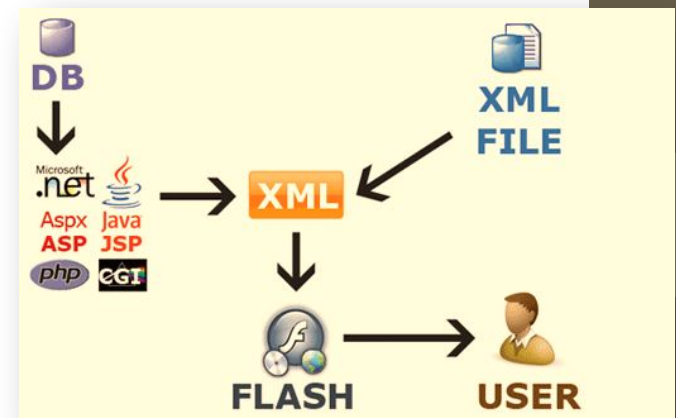 DB
XML
FILE
Microsoft
.net
Aspx Java
ASP JSP
php CGI
XML
FLASH
USER